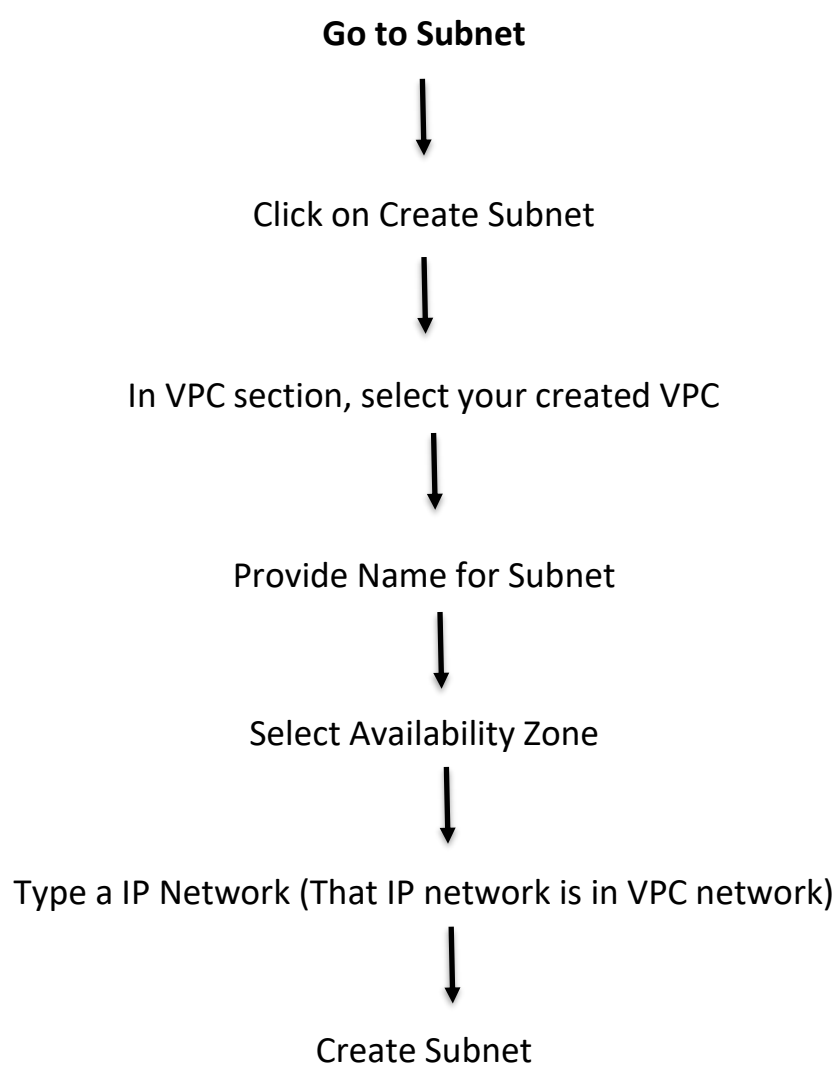 Go to Subnet
Click on Create Subnet
In VPC section, select your created VPC
Provide Name for Subnet
Select Availability Zone
Type a IP Network (That IP network is in VPC network)
Create Subnet